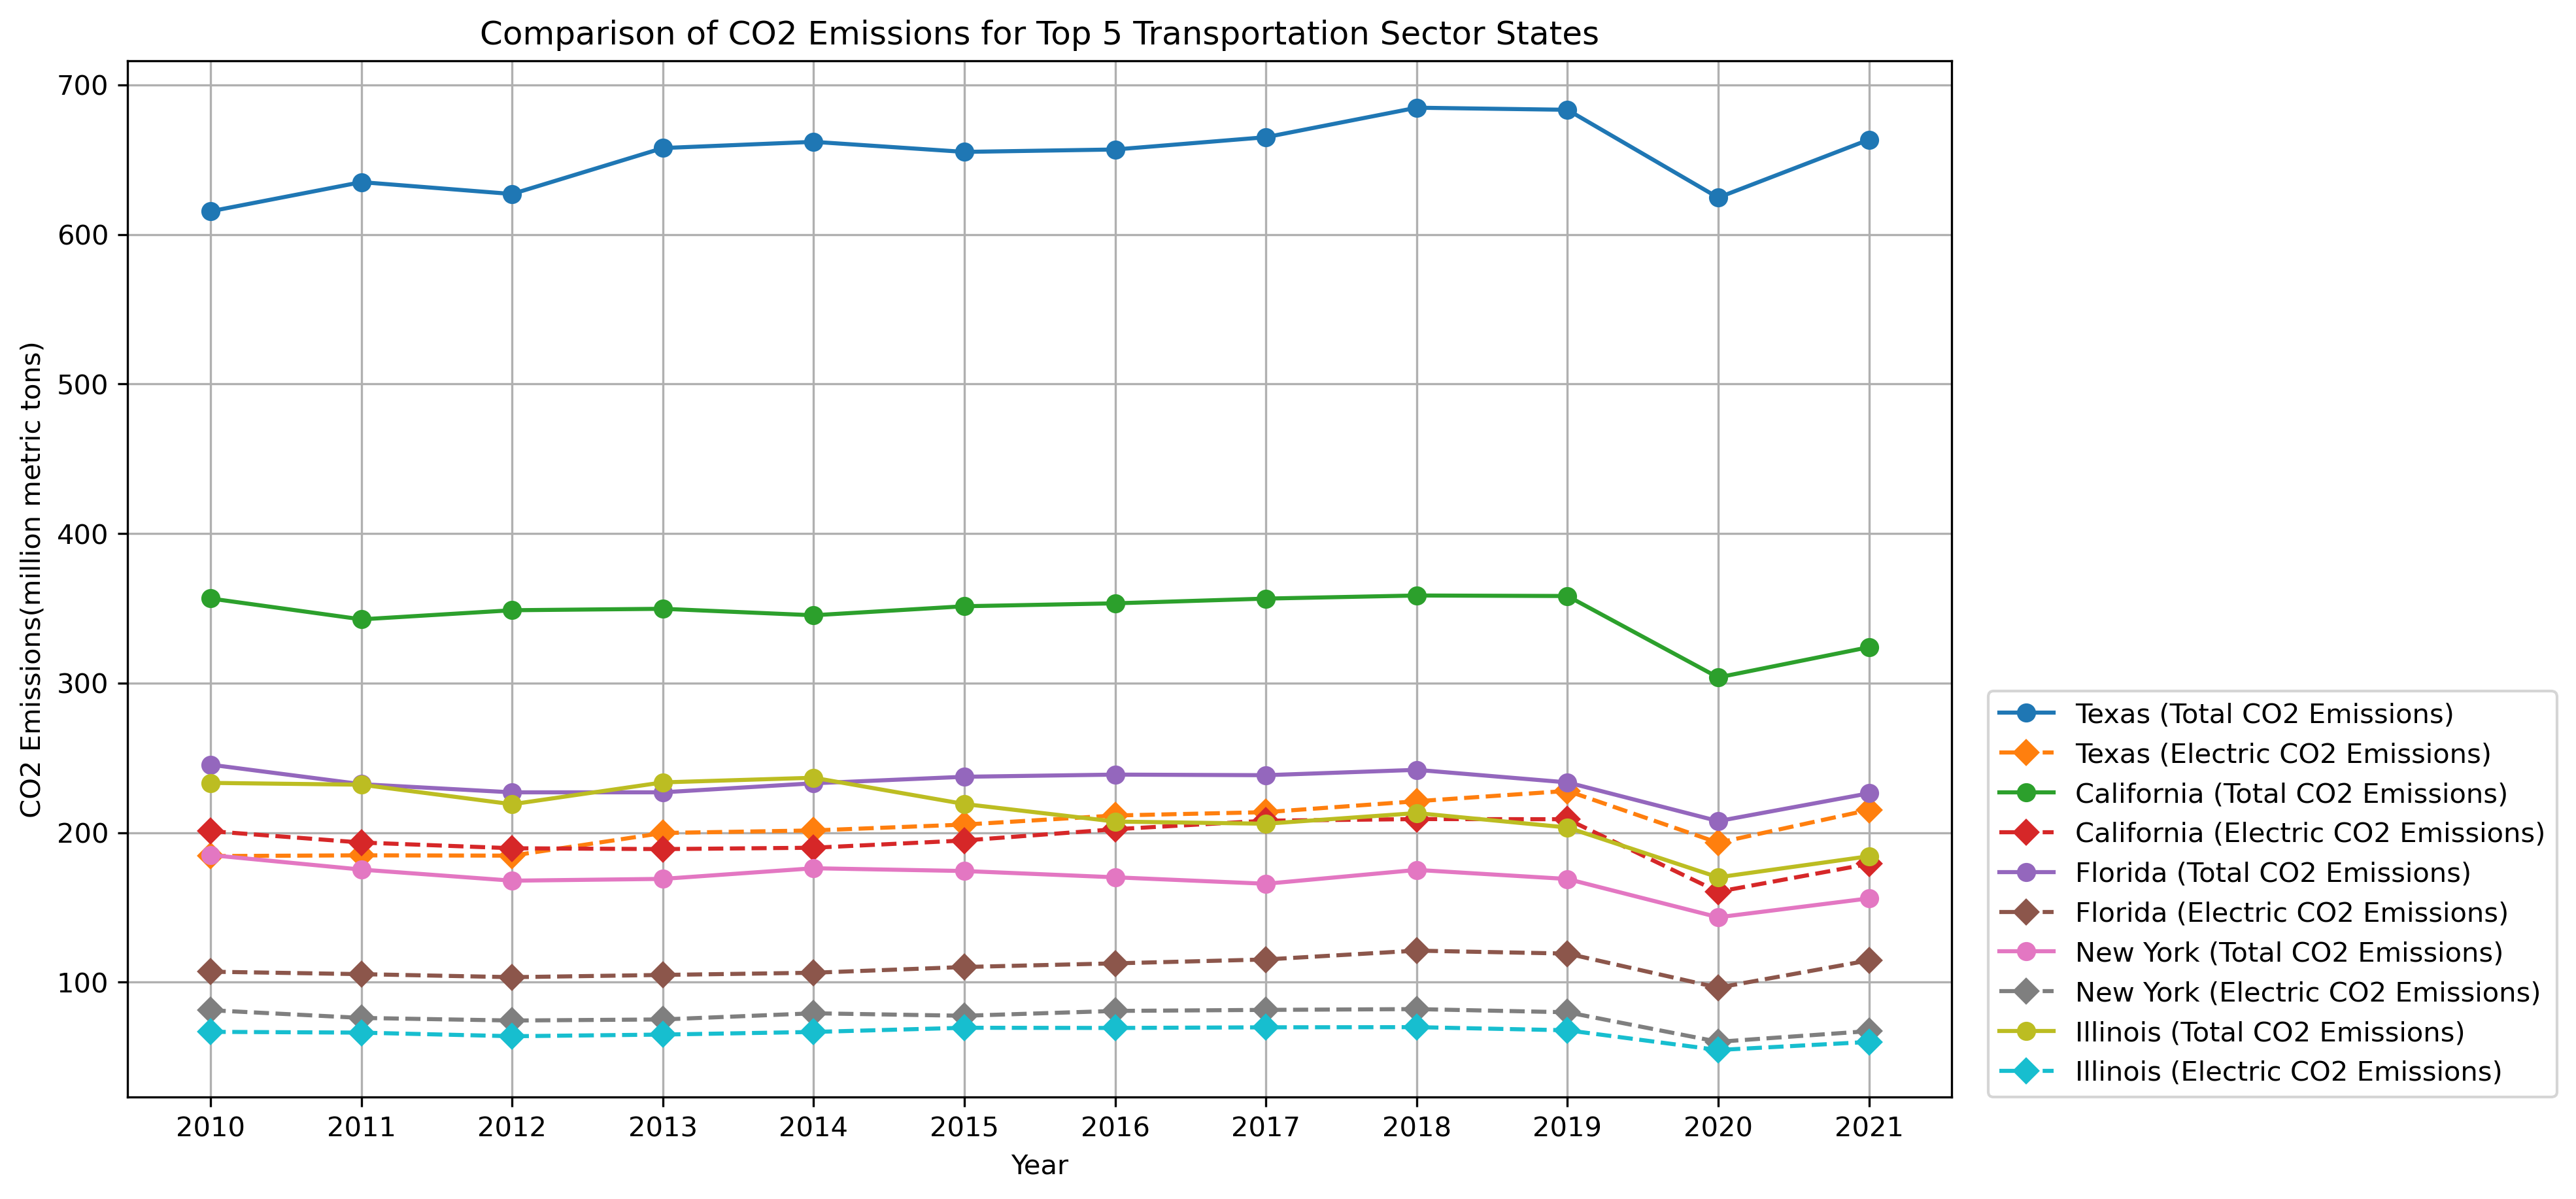 Comparison of CO2 Emissions for Top 5 Transportation Sector States
CO2 Emissions(million metric tons)
700
600
500
400
300
200
100
2010 2011 2012 2013 2014 2015 2016 2017 2018 2019 2020 2021
Year
Texas (Total CO2 Emissions)
Texas (Electric CO2 Emissions)
California (Total CO2 Emissions)
California (Electric CO2 Emissions)
Florida (Total CO2 Emissions)
Florida (Electric CO2 Emissions)
New York (Total CO2 Emissions)
New York (Electric CO2 Emissions)
Illinois (Total CO2 Emissions)
Illinois (Electric CO2 Emissions)